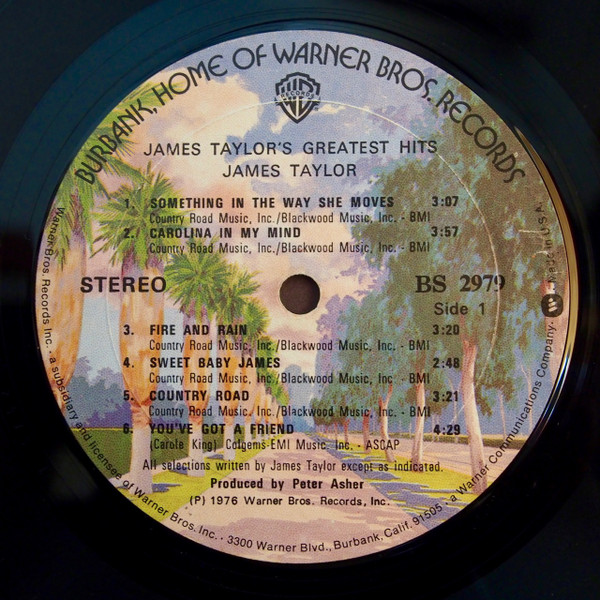 BURBANK, HOME OF WARNER BROS. RECORDS
WB
RECORDS
JAMES TAYLOR'S GREATEST HITS
JAMES TAYLOR
1. SOMETHING IN THE WAY SHE MOVES 3:07
Country Road Music, Inc./Blackwood Music, Inc. - BMI
2. CAROLINA IN MY MIND 3:57
Country Road Music, Inc./Blackwood Music, Inc. - BMI
STEREO BS 2979
Side 1
3. FIRE AND RAIN 3:20
Country Road Music, Inc./Blackwood Music, Inc. - BMI
4. SWEET BABY JAMES 2:48
Country Road Music, Inc./Blackwood Music, Inc. - BMI
5. COUNTRY ROAD 3:21
Country Road Music, Inc./Blackwood Music, Inc. - BMI
6. YOU'VE GOT A FRIEND 4:29
(Carole King) Colgems-EMI Music, Inc. - ASCAP
All selections written by James Taylor except as indicated.
Produced by Peter Asher
(P) 1976 Warner Bros. Records, Inc.
Warner Bros. Records Inc. - a subsidiary and licensee of Warner Bros. Inc. - 3300 Warner Blvd., Burbank, Calif. 91505 - a Warner Communications Company. Made in U.S.A.